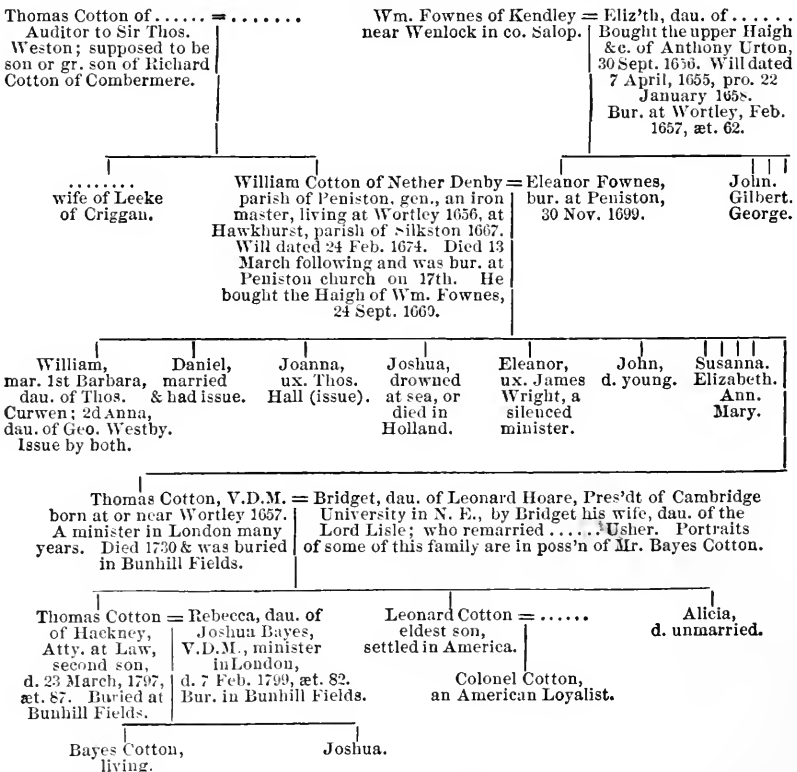 Thomas Cotton of ...... = .......
Auditor to Sir Thos.
Weston; supposed to be
son or gr. son of Richard
Cotton of Combermere.
Wm. Fownes of Kendley = Eliz'th, dau. of ......
near Wenlock in co. Salop.
Bought the upper Haigh
&c. of Anthony Urton,
30 Sept. 1656. Will dated
7 April, 1655, pro. 22
January 1658.
Bur. at Wortley, Feb.
1657, æt. 62.
........
wife of Leeke
of Criggan.
William Cotton of Nether Denby =
parish of Peniston, gen., an iron
master, living at Wortley 1656, at
Hawkhurst, parish of Silkston 1667.
Will dated 24 Feb. 1674. Died 13
March following and was bur. at
Peniston church on 17th. He
bought the Haigh of Wm. Fownes,
24 Sept. 1660.
Eleanor Fownes,
bur. at Peniston,
30 Nov. 1699.
John.
Gilbert.
George.
William,
mar. 1st Barbara,
dau. of Thos.
Curwen; 2d Anna,
dau. of Geo. Westby.
Issue by both.
Daniel,
married
& had issue.
Joanna,
ux. Thos.
Hall (issue).
Joshua,
drowned
at sea, or
died in
Holland.
Eleanor,
ux. James
Wright, a
silenced
minister.
John,
d. young.
Susanna.
Elizabeth.
Ann.
Mary.
Thomas Cotton, V.D.M. =
born at or near Wortley 1657.
A minister in London many
years. Died 1730 & was buried
in Bunhill Fields.
Bridget, dau. of Leonard Hoare, Pres'dt of Cambridge
University in N. E., by Bridget his wife, dau. of the
Lord Lisle; who remarried ...... Usher. Portraits
of some of this family are in poss'n of Mr. Bayes Cotton.
Thomas Cotton =
of Hackney,
Atty. at Law,
second son,
d. 23 March, 1797,
æt. 87. Buried at
Bunhill Fields.
Rebecca, dau. of
Joshua Bayes,
V.D.M., minister
in London,
d. 7 Feb. 1799, æt. 82.
Bur. in Bunhill Fields.
Leonard Cotton = ......
eldest son,
settled in America.
Alicia,
d. unmarried.
Colonel Cotton,
an American Loyalist.
Bayes Cotton,
living.
Joshua.